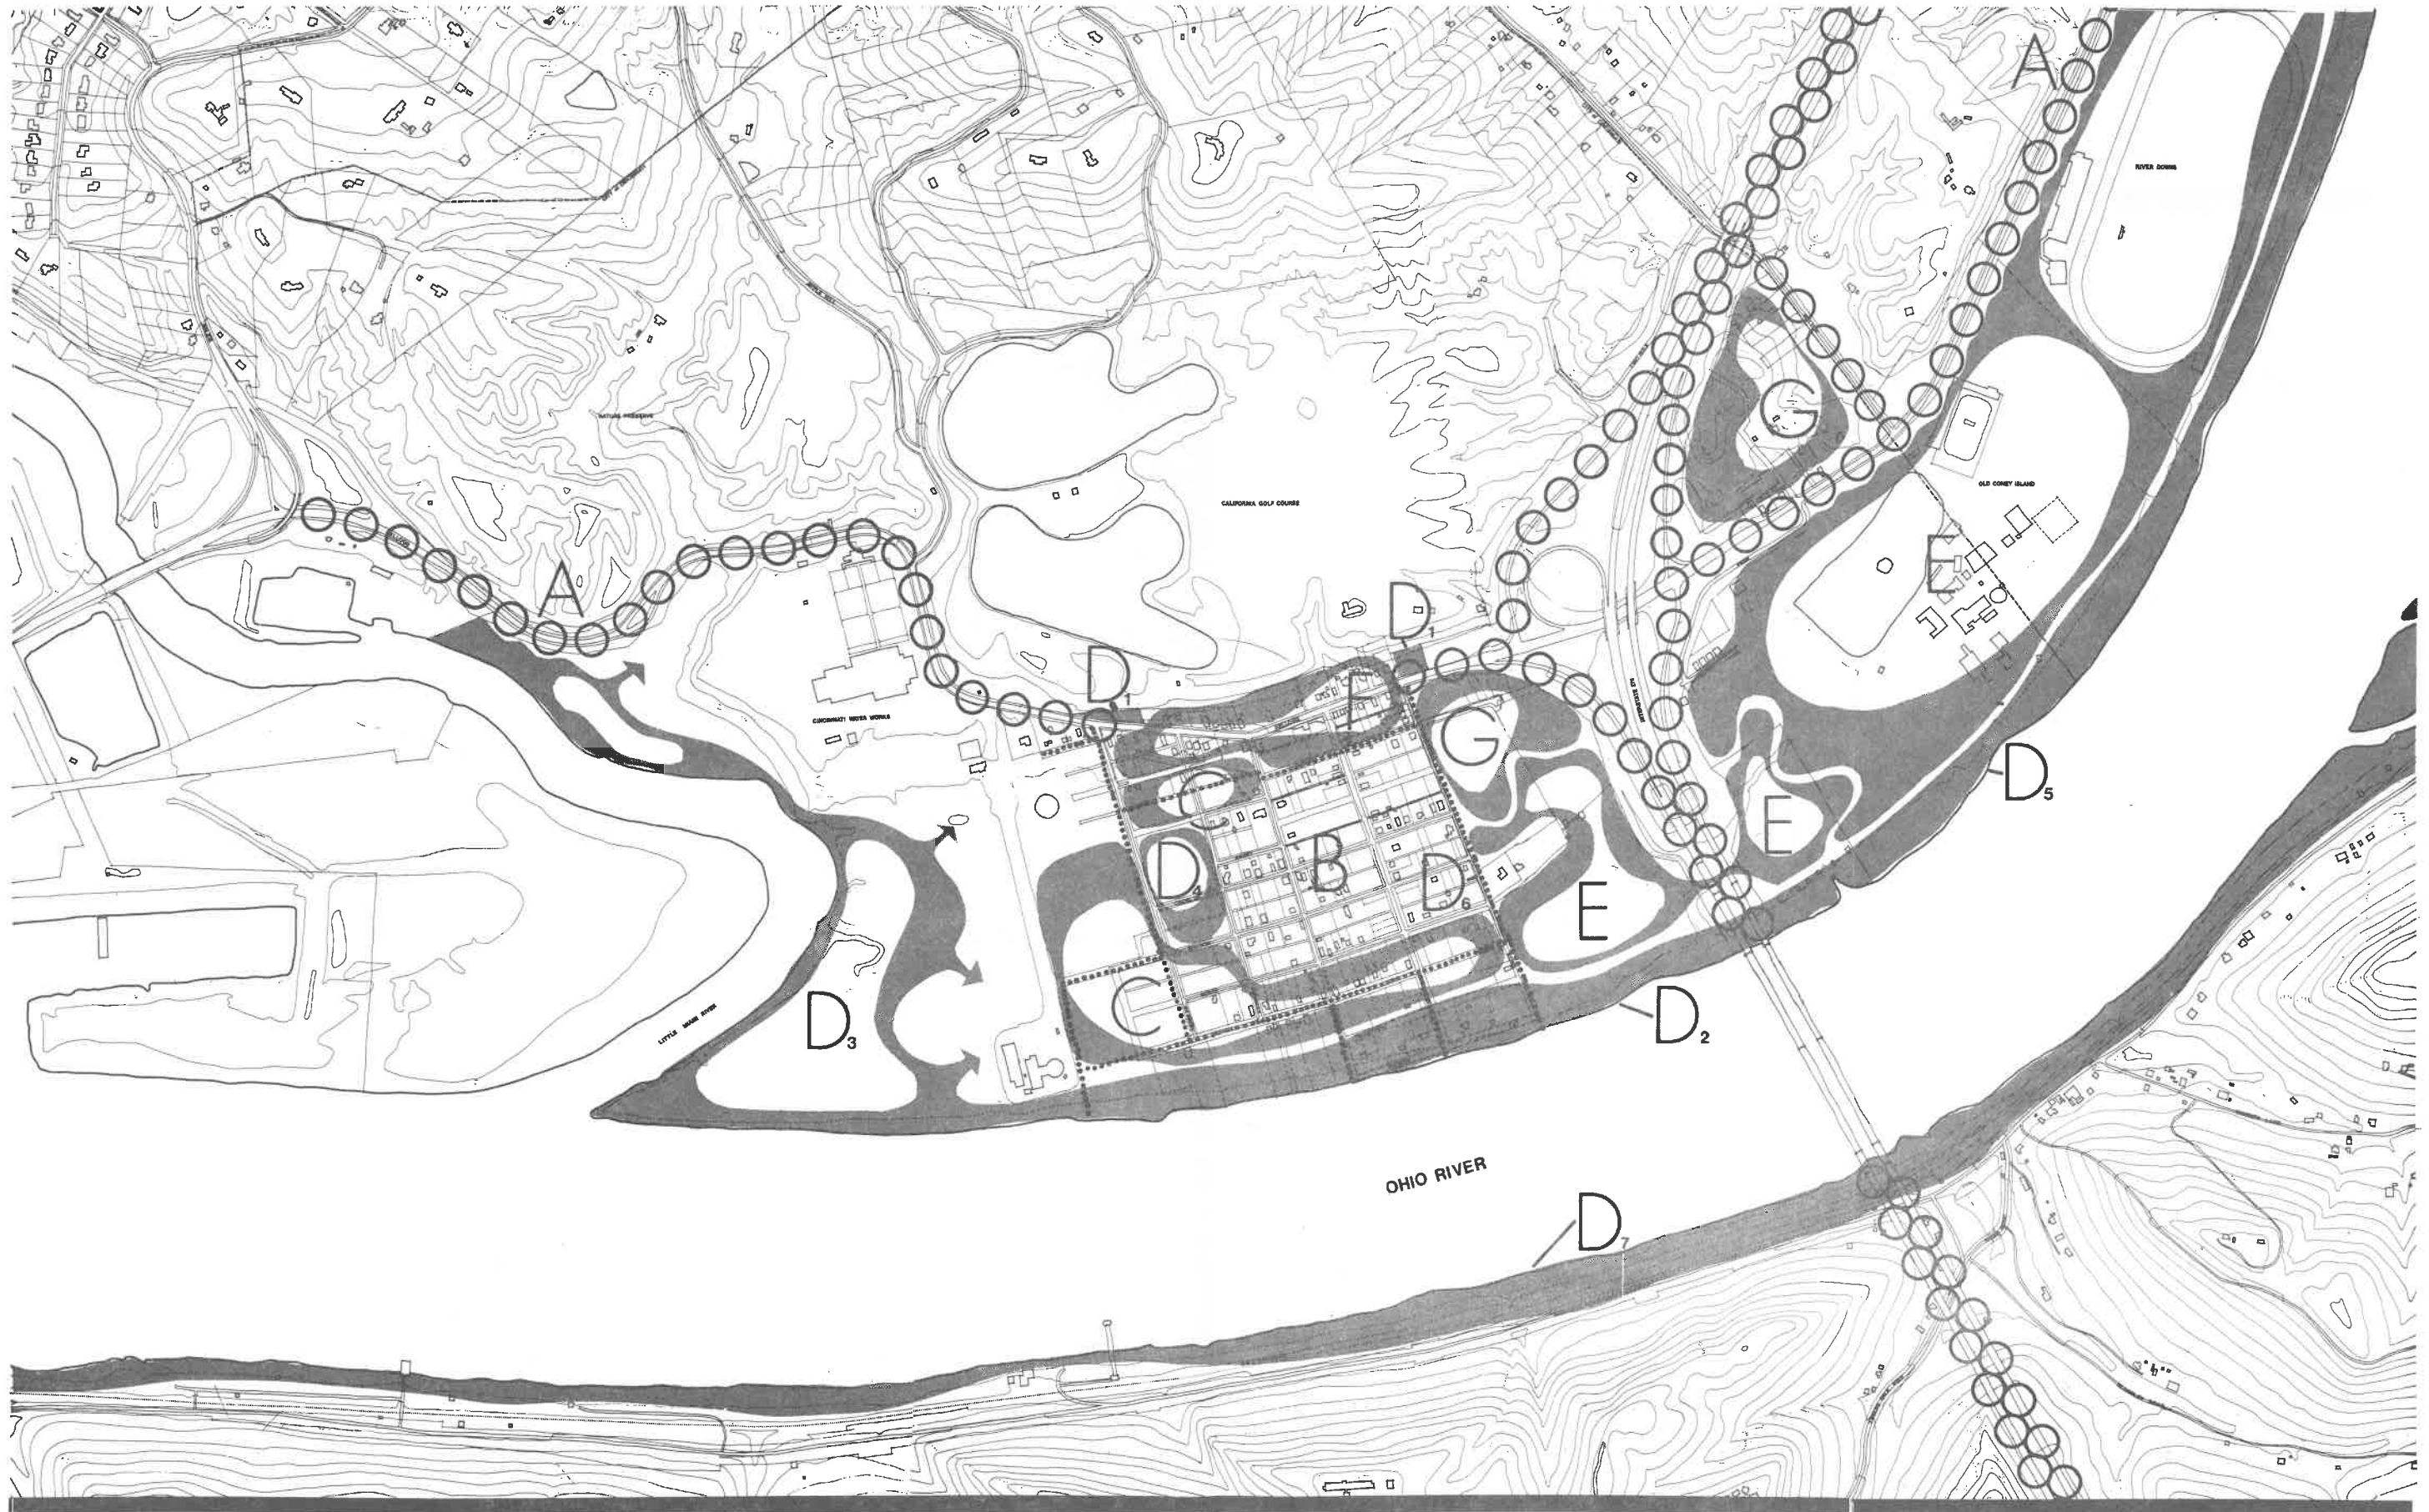 A
RIVER DOWNS
NATURE PRESERVE
G
CALIFORNIA GOLF COURSE
OLD CONEY ISLAND
E
A
D1
D1
CINCINNATI WATER WORKS
F
G
C
D5
E
D4
B
D6
E
C
D3
LITTLE MIAMI RIVER
D2
OHIO RIVER
D7